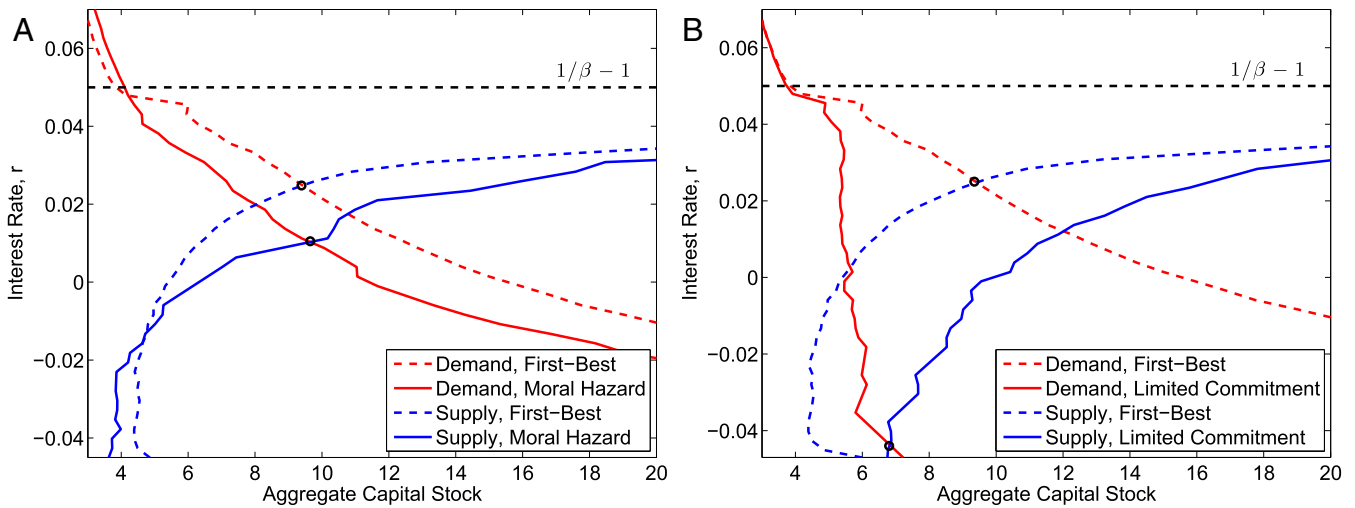 A
1/β − 1
0.06
0.04
0.02
0
−0.02
−0.04
Interest Rate, r
Demand, First−Best
Demand, Moral Hazard
Supply, First−Best
Supply, Moral Hazard
4 6 8 10 12 14 16 18 20
Aggregate Capital Stock
B
1/β − 1
0.06
0.04
0.02
0
−0.02
−0.04
Interest Rate, r
Demand, First−Best
Demand, Limited Commitment
Supply, First−Best
Supply, Limited Commitment
4 6 8 10 12 14 16 18 20
Aggregate Capital Stock